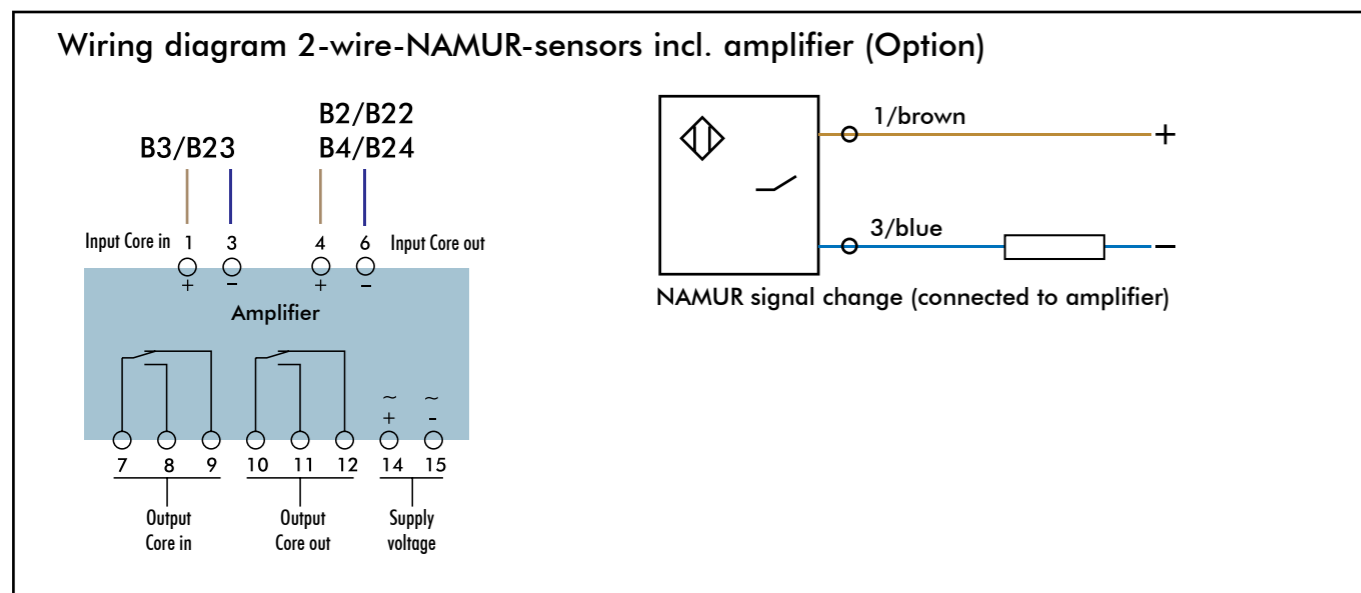 Wiring diagram 2-wire-NAMUR-sensors incl. amplifier (Option)
B3/B23
B2/B22
B4/B24
Input Core in 1 3 4 6 Input Core out
+ − + −
Amplifier
~ ~
+ -
7 8 9 10 11 12 14 15
Output
Core in
Output
Core out
Supply
voltage
1/brown
+
3/blue
−
NAMUR signal change (connected to amplifier)